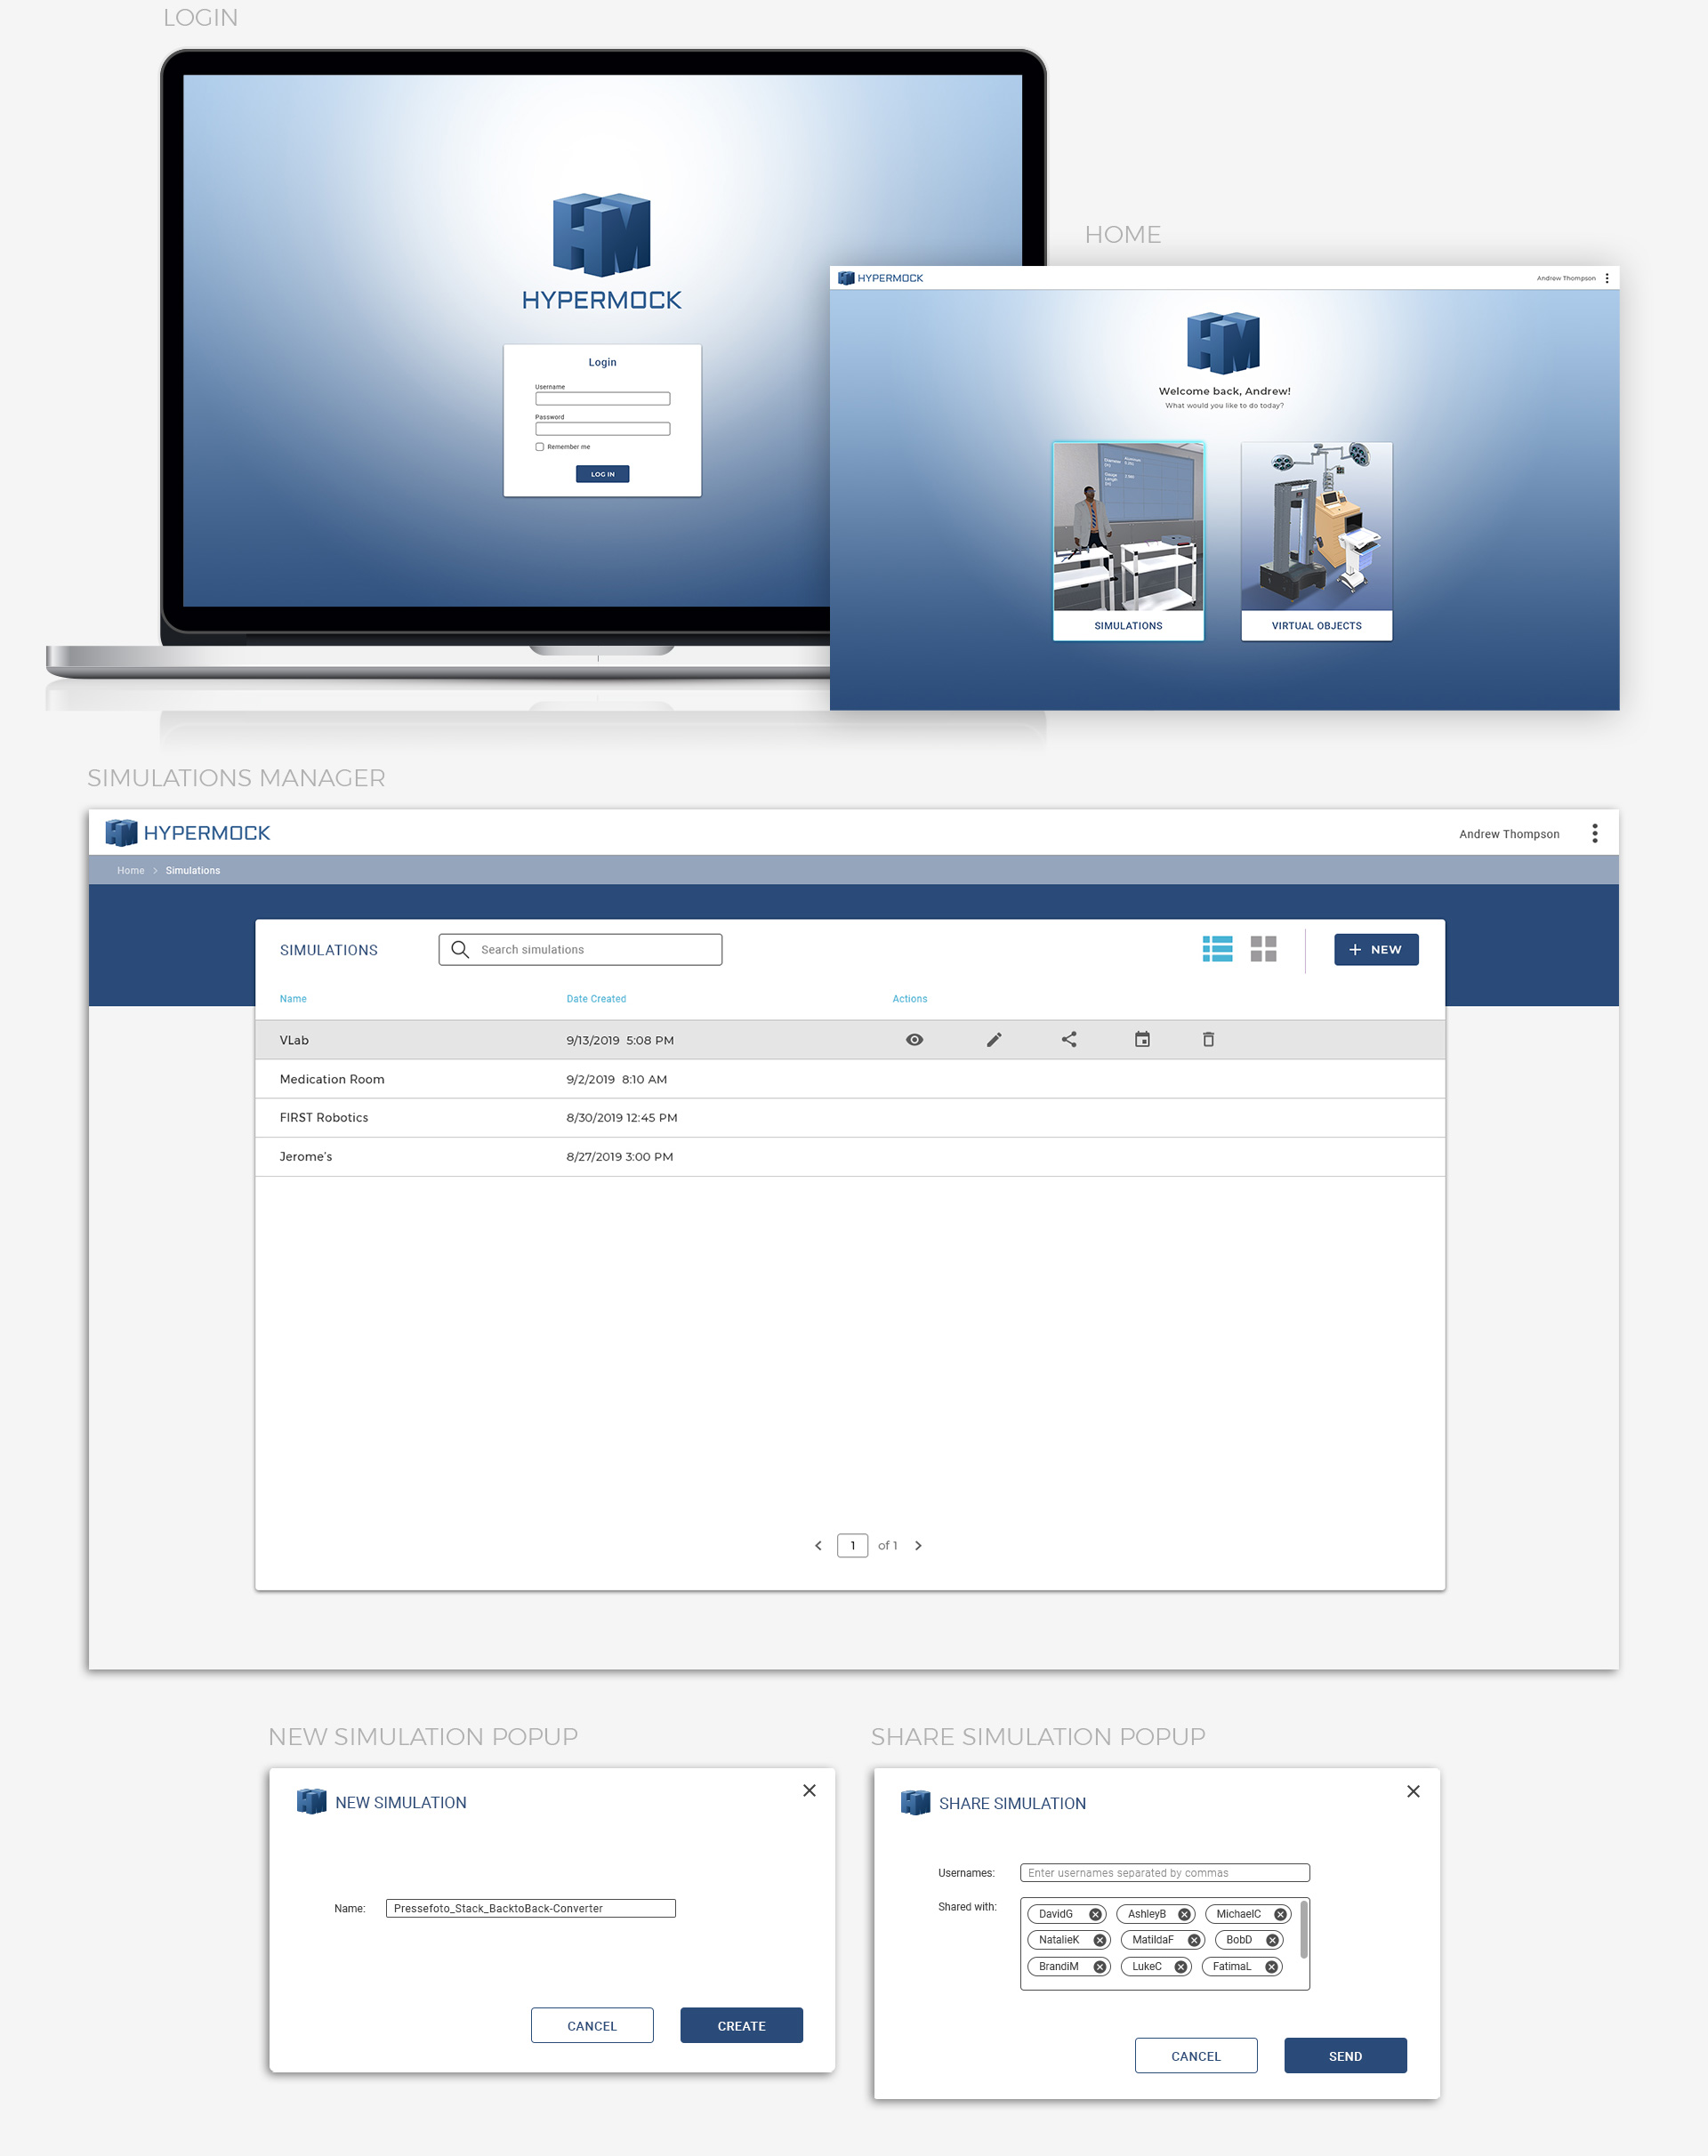 LOGIN
HYPERMOCK
Login
Username
Password
Remember me
LOG IN
HOME
HYPERMOCK
Andrew Thompson
Welcome back, Andrew!
What would you like to do today?
SIMULATIONS
VIRTUAL OBJECTS
SIMULATIONS MANAGER
HYPERMOCK
Andrew Thompson
Home > Simulations
SIMULATIONS
Search simulations
+ NEW
Name Date Created Actions
VLab 9/13/2019 5:08 PM
Medication Room 9/2/2019 8:10 AM
FIRST Robotics 8/30/2019 12:45 PM
Jerome's 8/27/2019 3:00 PM
< 1 of 1 >
NEW SIMULATION POPUP
HM NEW SIMULATION
Name: Pressefoto_Stack_BacktoBack-Converter
CANCEL CREATE
SHARE SIMULATION POPUP
HM SHARE SIMULATION
Usernames: Enter usernames separated by commas
Shared with: DavidG AshleyB MichaelC
NatalieK MatildaF BobD
BrandiM LukeC FatimaL
CANCEL SEND